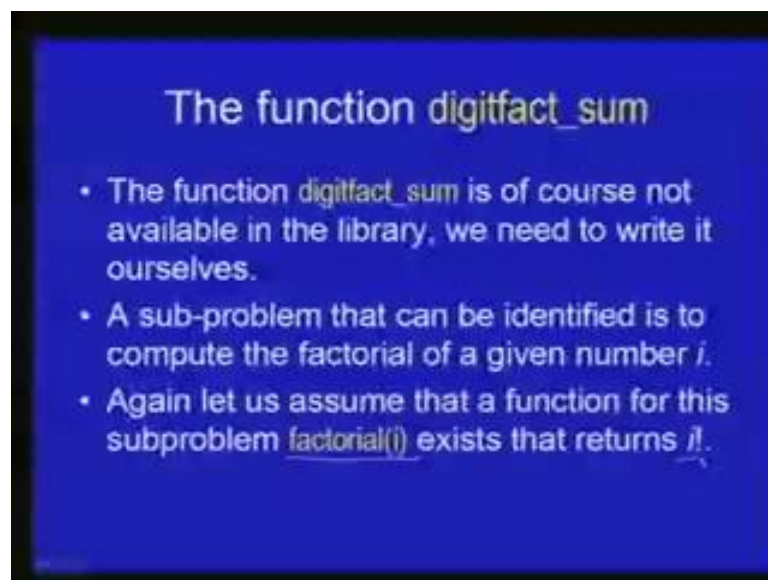 The function digitfact_sum
• The function digitfact_sum is of course not
available in the library, we need to write it
ourselves.
• A sub-problem that can be identified is to
compute the factorial of a given number i.
• Again let us assume that a function for this
subproblem factorial(i) exists that returns i!.